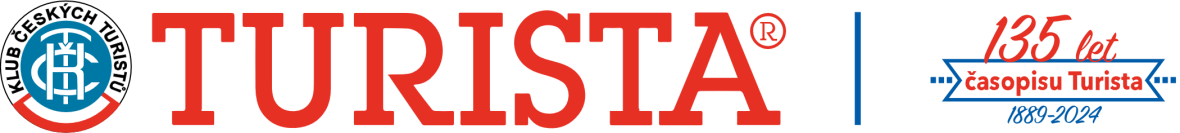 KLUB ČESKÝCH TURISTŮ
KČT
TURISTA®
135 let
časopisu Turista
1889-2024